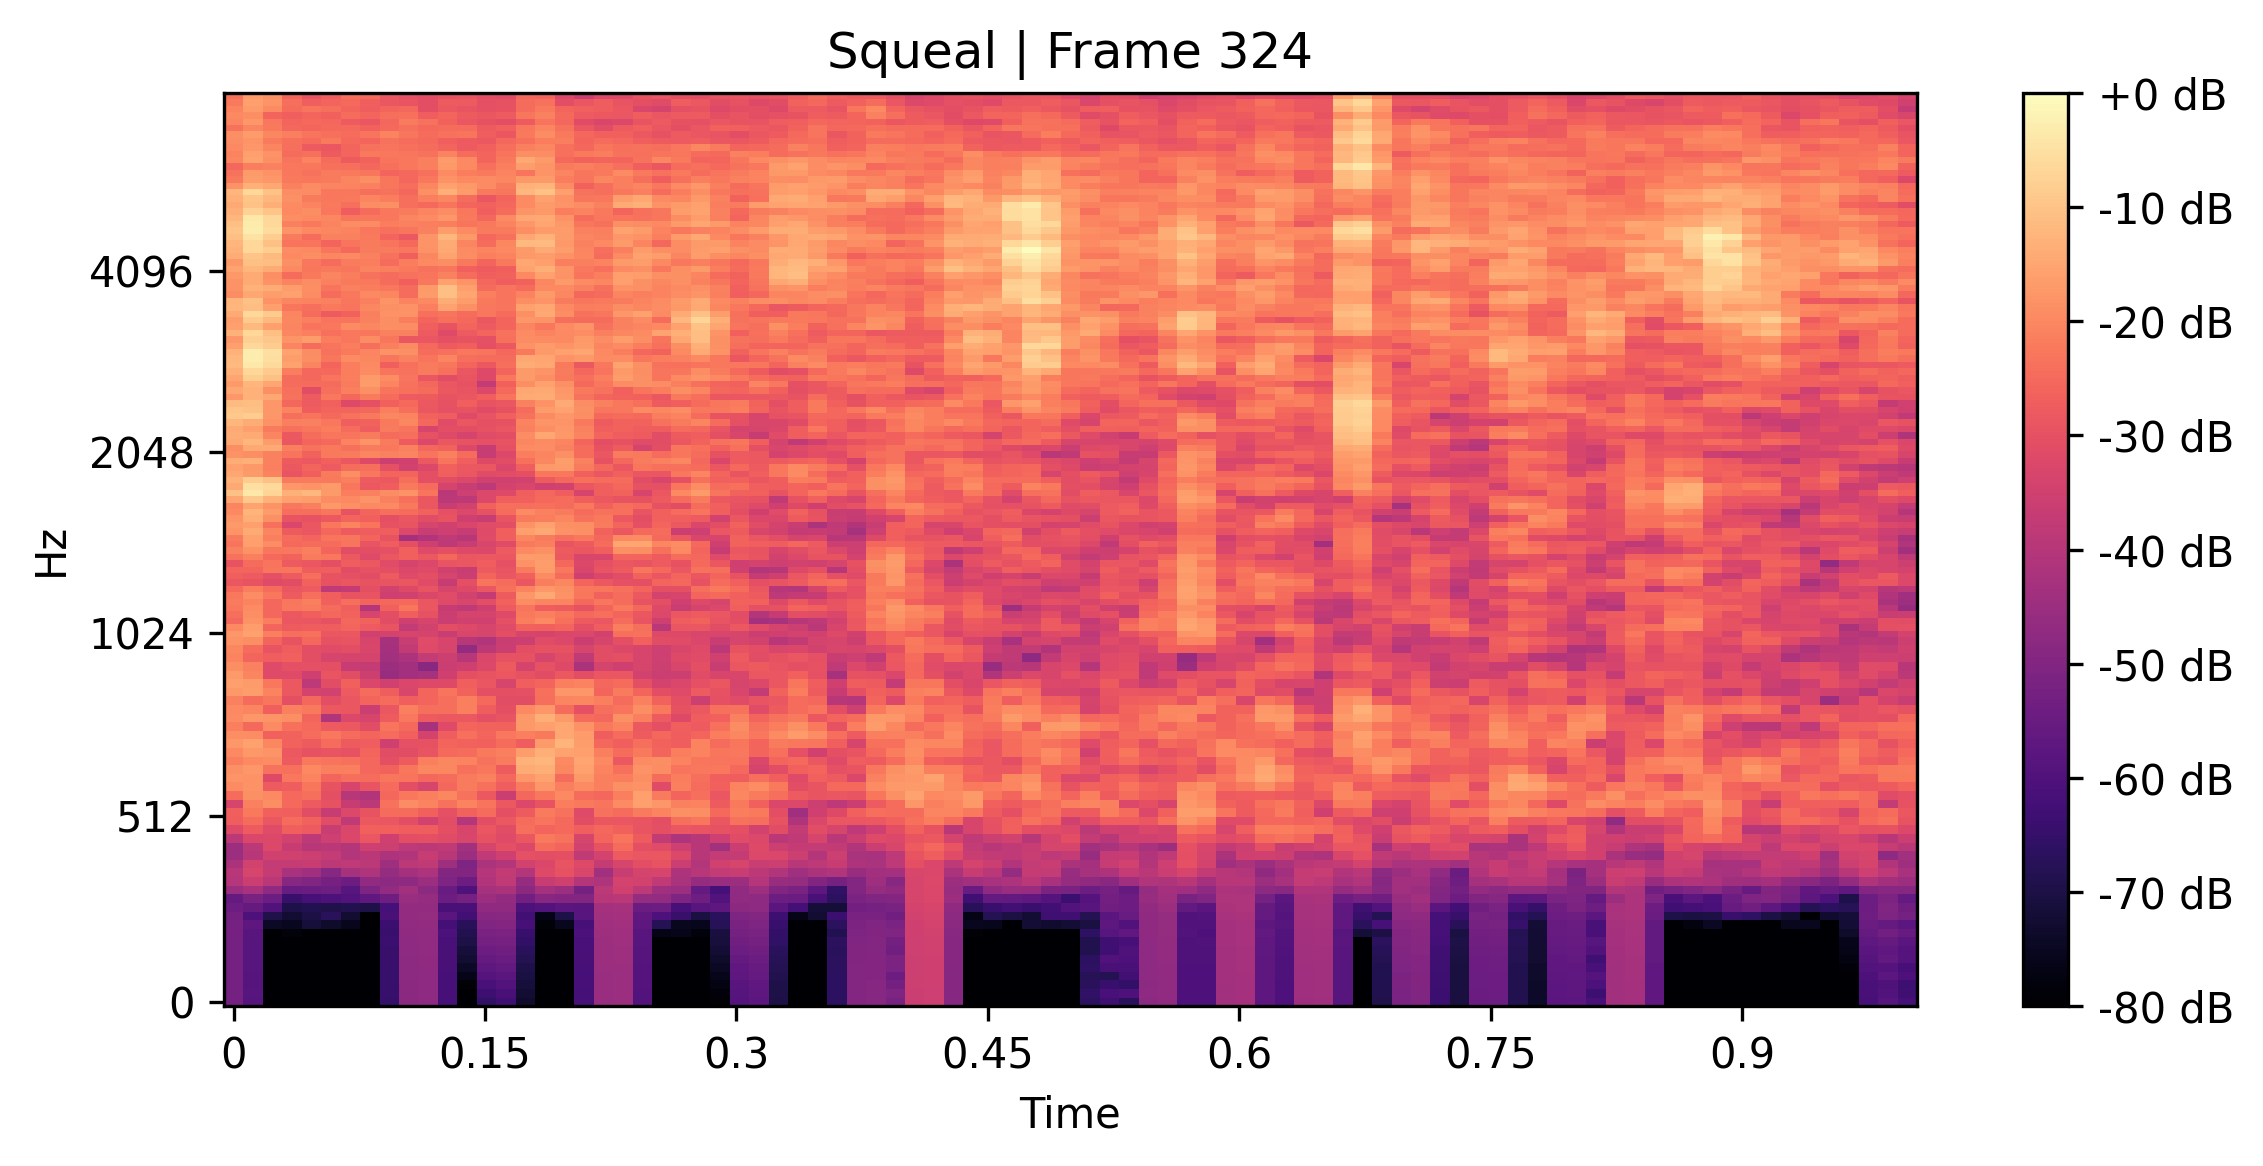 Squeal | Frame 324
+0 dB
-10 dB
-20 dB
-30 dB
-40 dB
-50 dB
-60 dB
-70 dB
-80 dB
4096
2048
1024
512
0
Hz
0 0.15 0.3 0.45 0.6 0.75 0.9
Time